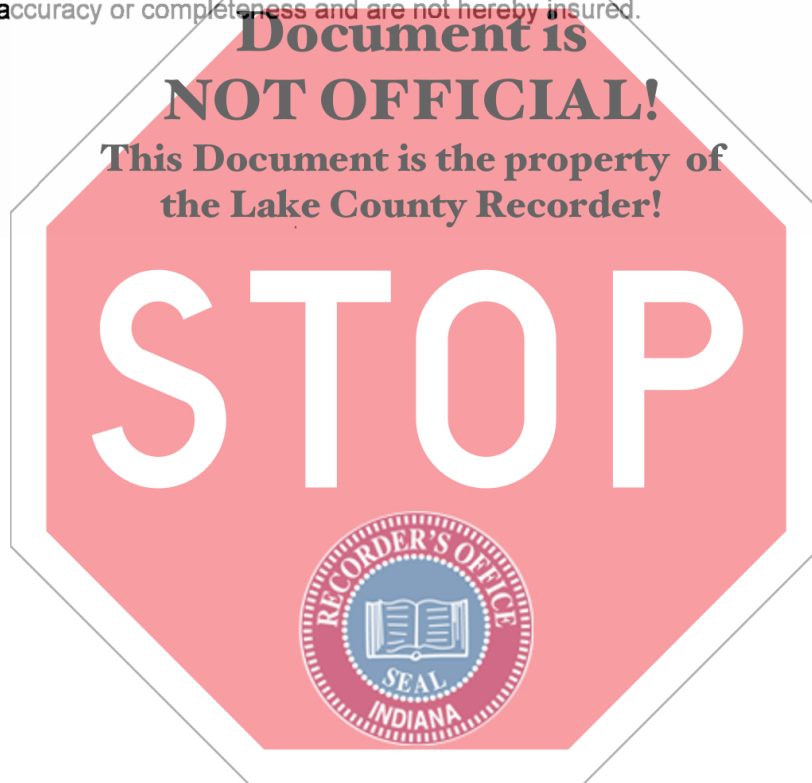 accuracy or completeness and are not hereby insured.
Document is
NOT OFFICIAL!
This Document is the property of
the Lake County Recorder!
STOP
RECORDER'S OFFICE
SEAL
INDIANA